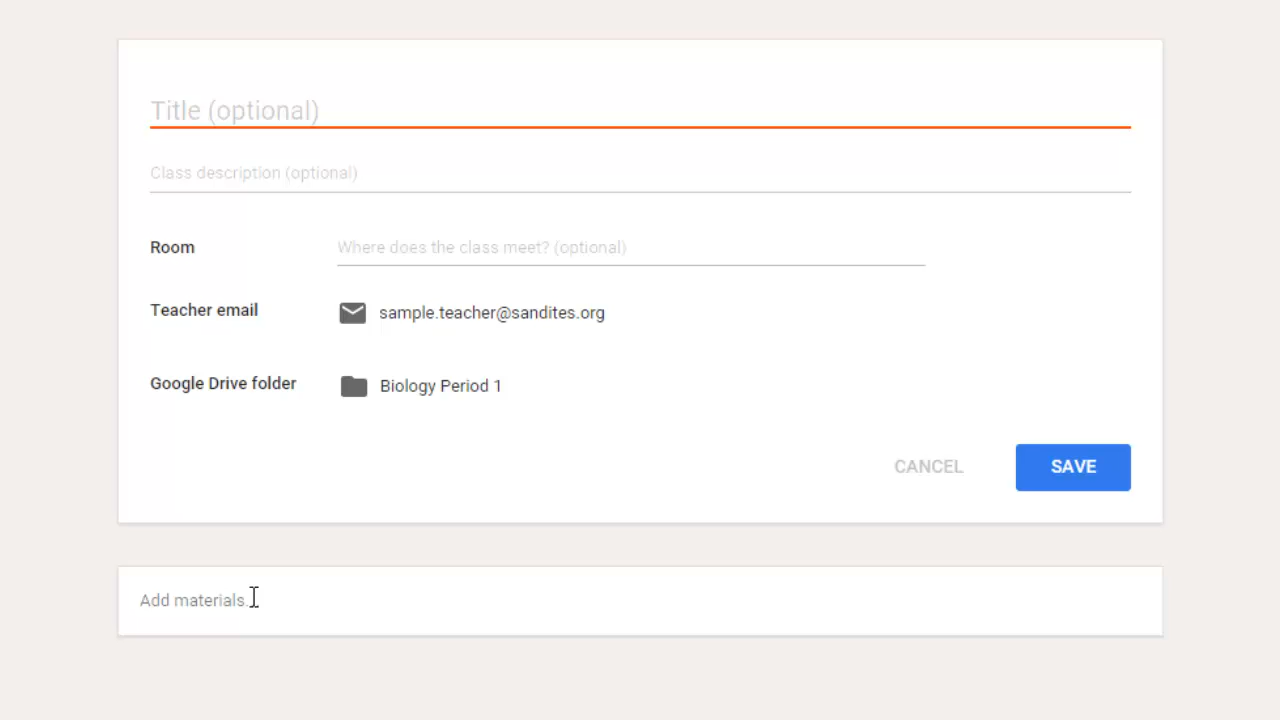 Title (optional)
Class description (optional)
Room
Where does the class meet? (optional)
Teacher email
sample.teacher@sandites.org
Google Drive folder
Biology Period 1
CANCEL
SAVE
Add materials.